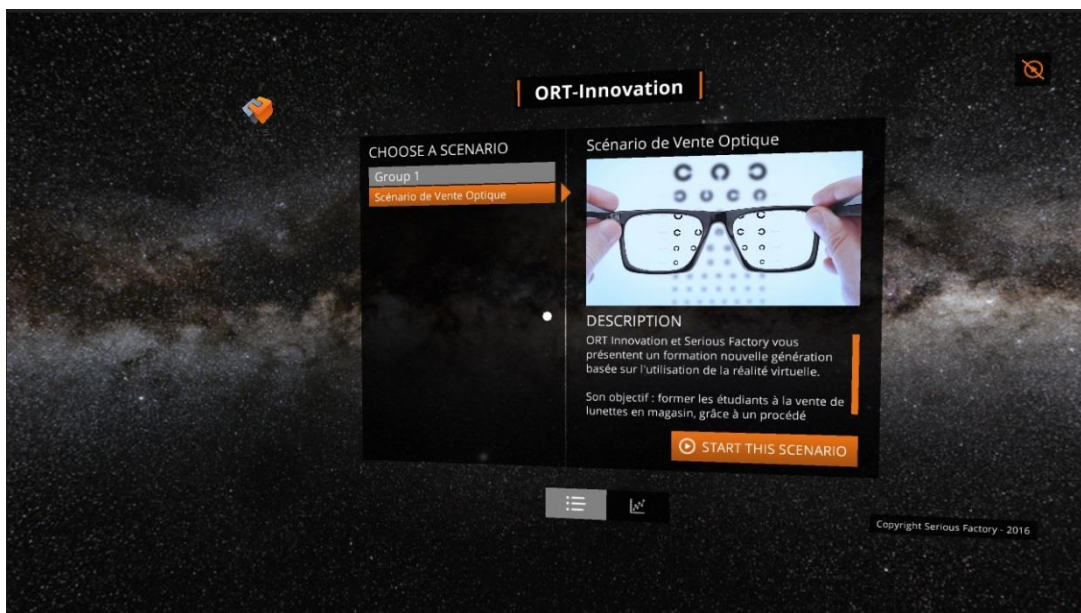 ORT-Innovation
CHOOSE A SCENARIO
Group 1
Scénario de Vente Optique
Scénario de Vente Optique
DESCRIPTION
ORT Innovation et Serious Factory vous
présentent un formation nouvelle génération
basée sur l'utilisation de la réalité virtuelle.
Son objectif : former les étudiants à la vente de
lunettes en magasin, grâce à un procédé
START THIS SCENARIO
Copyright Serious Factory - 2016